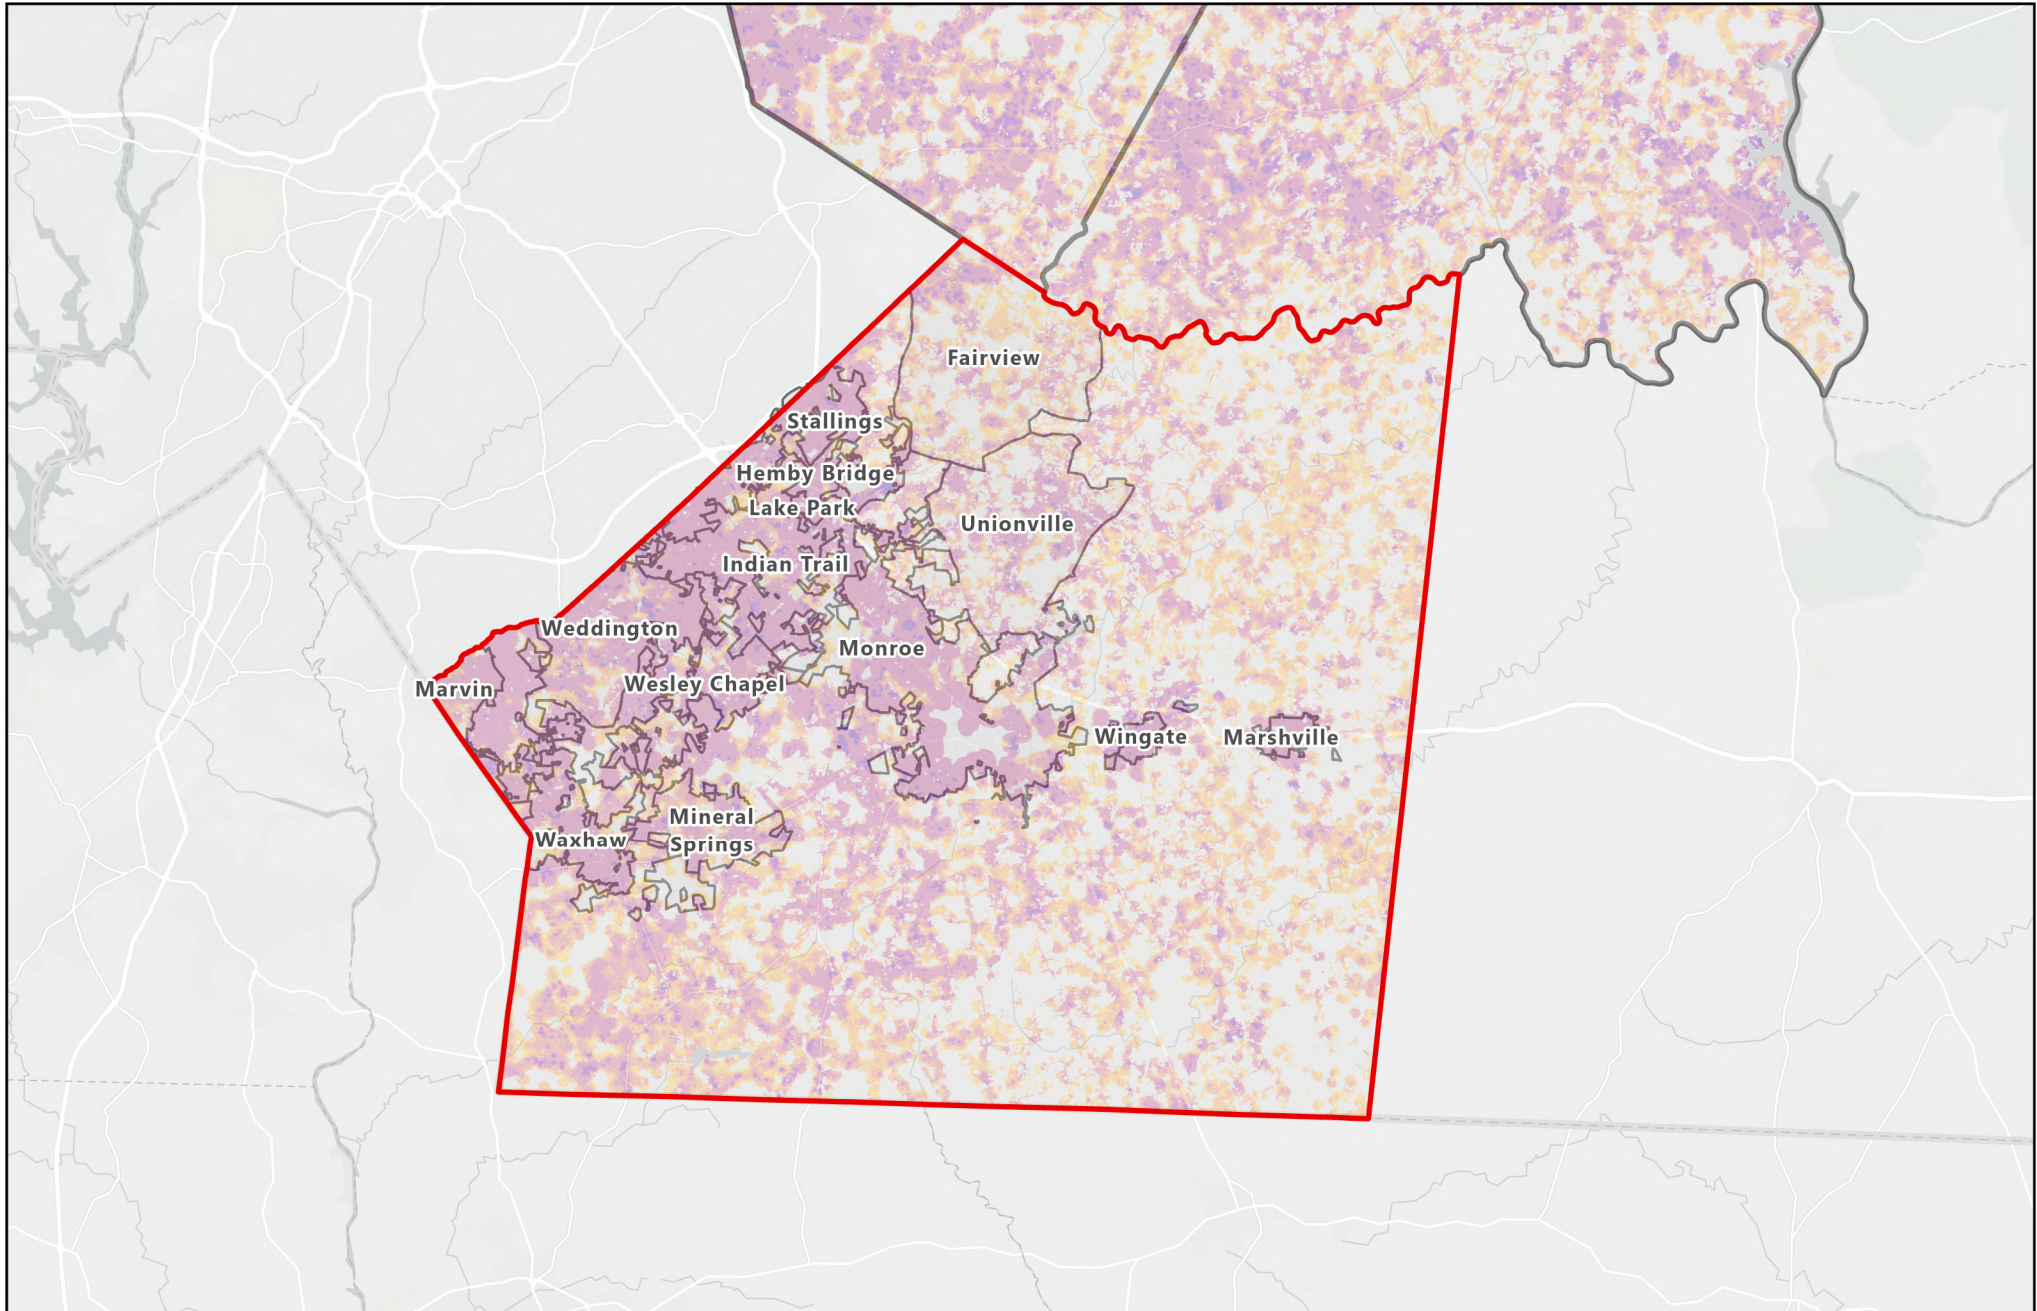 Fairview
Stallings
Hemby Bridge
Lake Park
Unionville
Indian Trail
Weddington
Monroe
Marvin
Wesley Chapel
Wingate
Marshville
Mineral
Springs
Waxhaw